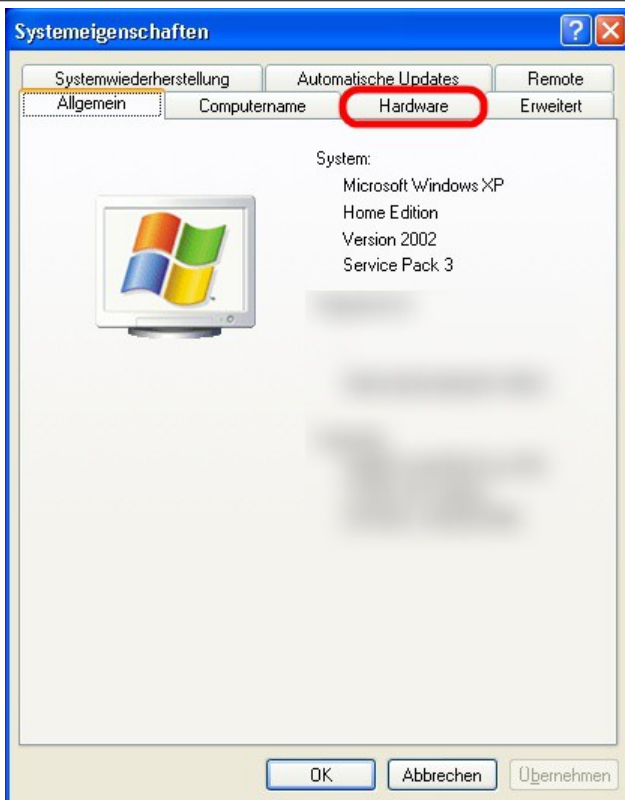 Systemeigenschaften
Systemwiederherstellung Automatische Updates Remote
Allgemein Computername Hardware Erweitert
System:
Microsoft Windows XP
Home Edition
Version 2002
Service Pack 3
OK Abbrechen Übernehmen